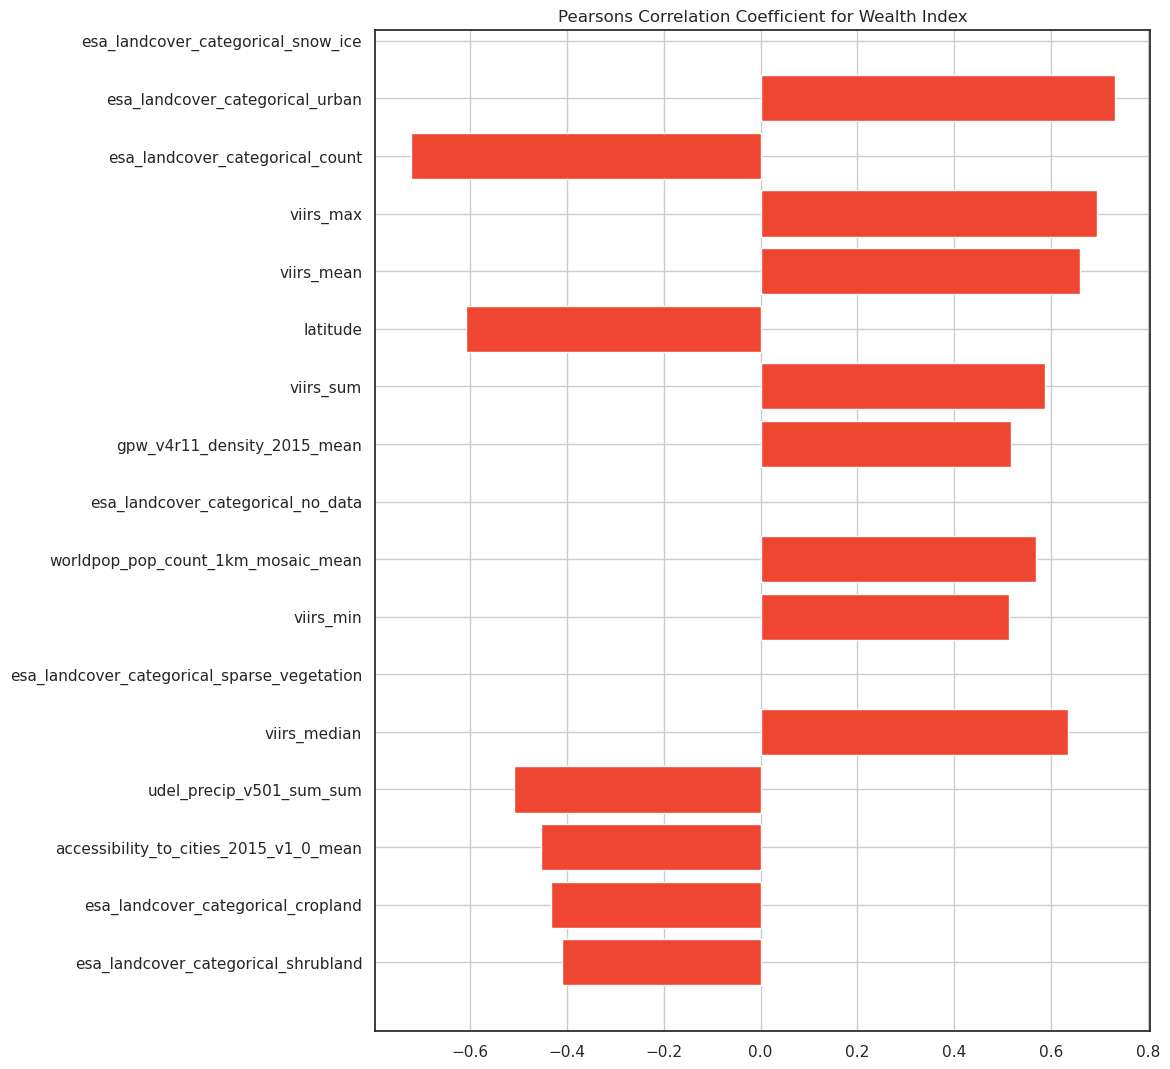 Pearsons Correlation Coefficient for Wealth Index
esa_landcover_categorical_snow_ice
esa_landcover_categorical_urban
esa_landcover_categorical_count
viirs_max
viirs_mean
latitude
viirs_sum
gpw_v4r11_density_2015_mean
esa_landcover_categorical_no_data
worldpop_pop_count_1km_mosaic_mean
viirs_min
esa_landcover_categorical_sparse_vegetation
viirs_median
udel_precip_v501_sum_sum
accessibility_to_cities_2015_v1_0_mean
esa_landcover_categorical_cropland
esa_landcover_categorical_shrubland
−0.6 −0.4 −0.2 0.0 0.2 0.4 0.6 0.8